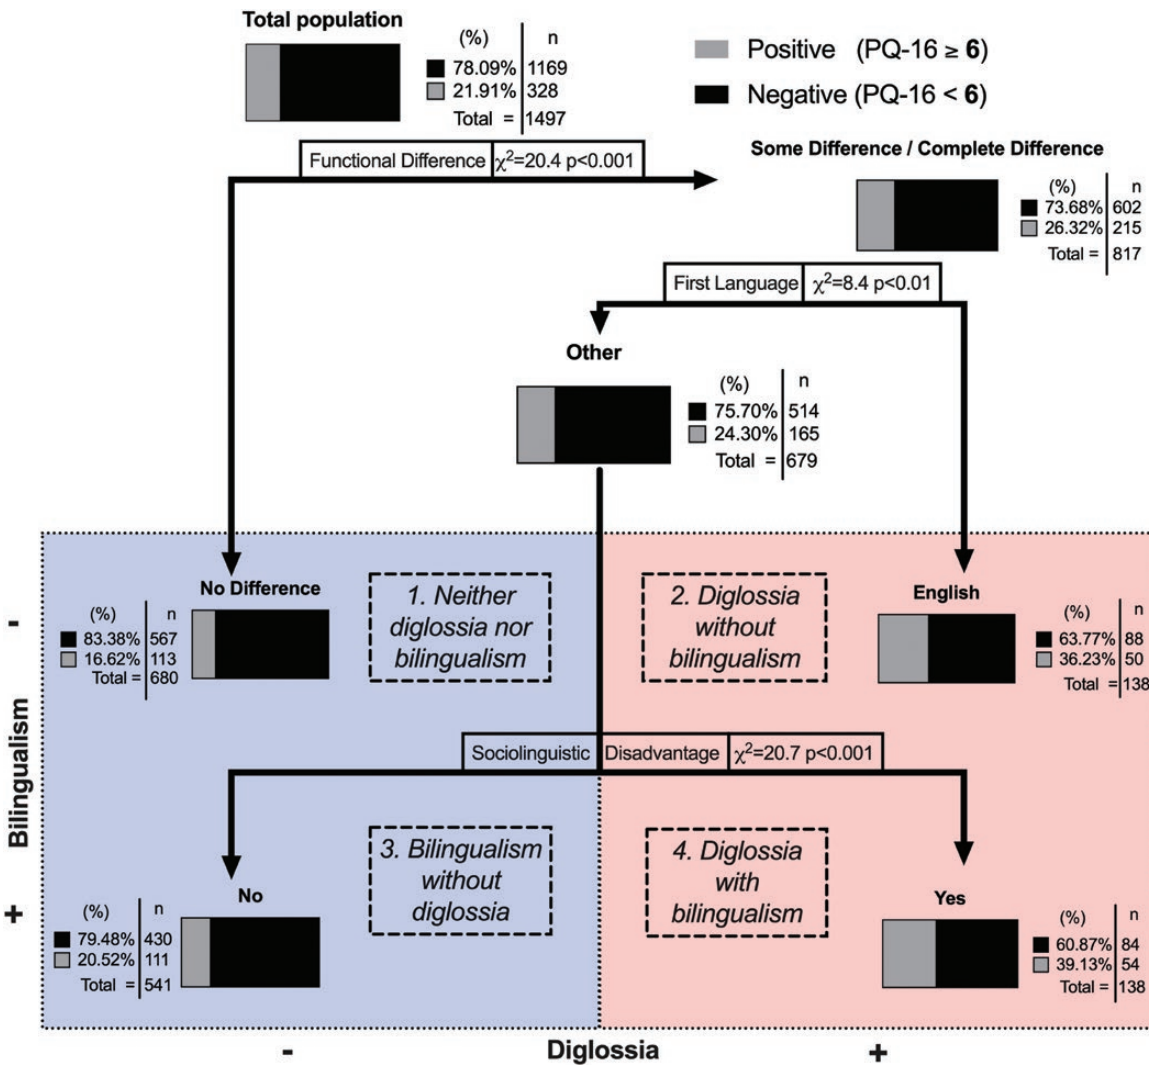 Total population
(%) n
78.09% 1169
21.91% 328
Total = 1497
Positive (PQ-16 ≥ 6)
Negative (PQ-16 < 6)
Functional Difference χ²=20.4 p<0.001
Some Difference / Complete Difference
(%) n
73.68% 602
26.32% 215
Total = 817
First Language χ²=8.4 p<0.01
Other
(%) n
75.70% 514
24.30% 165
Total = 679
No Difference
(%) n
83.38% 567
16.62% 113
Total = 680
1. Neither
diglossia nor
bilingualism
2. Diglossia
without
bilingualism
English
(%) n
63.77% 88
36.23% 50
Total = 138
Sociolinguistic Disadvantage χ²=20.7 p<0.001
3. Bilingualism
without
diglossia
No
(%) n
79.48% 430
20.52% 111
Total = 541
4. Diglossia
with
bilingualism
Yes
(%) n
60.87% 84
39.13% 54
Total = 138
- Bilingualism +
- Diglossia +